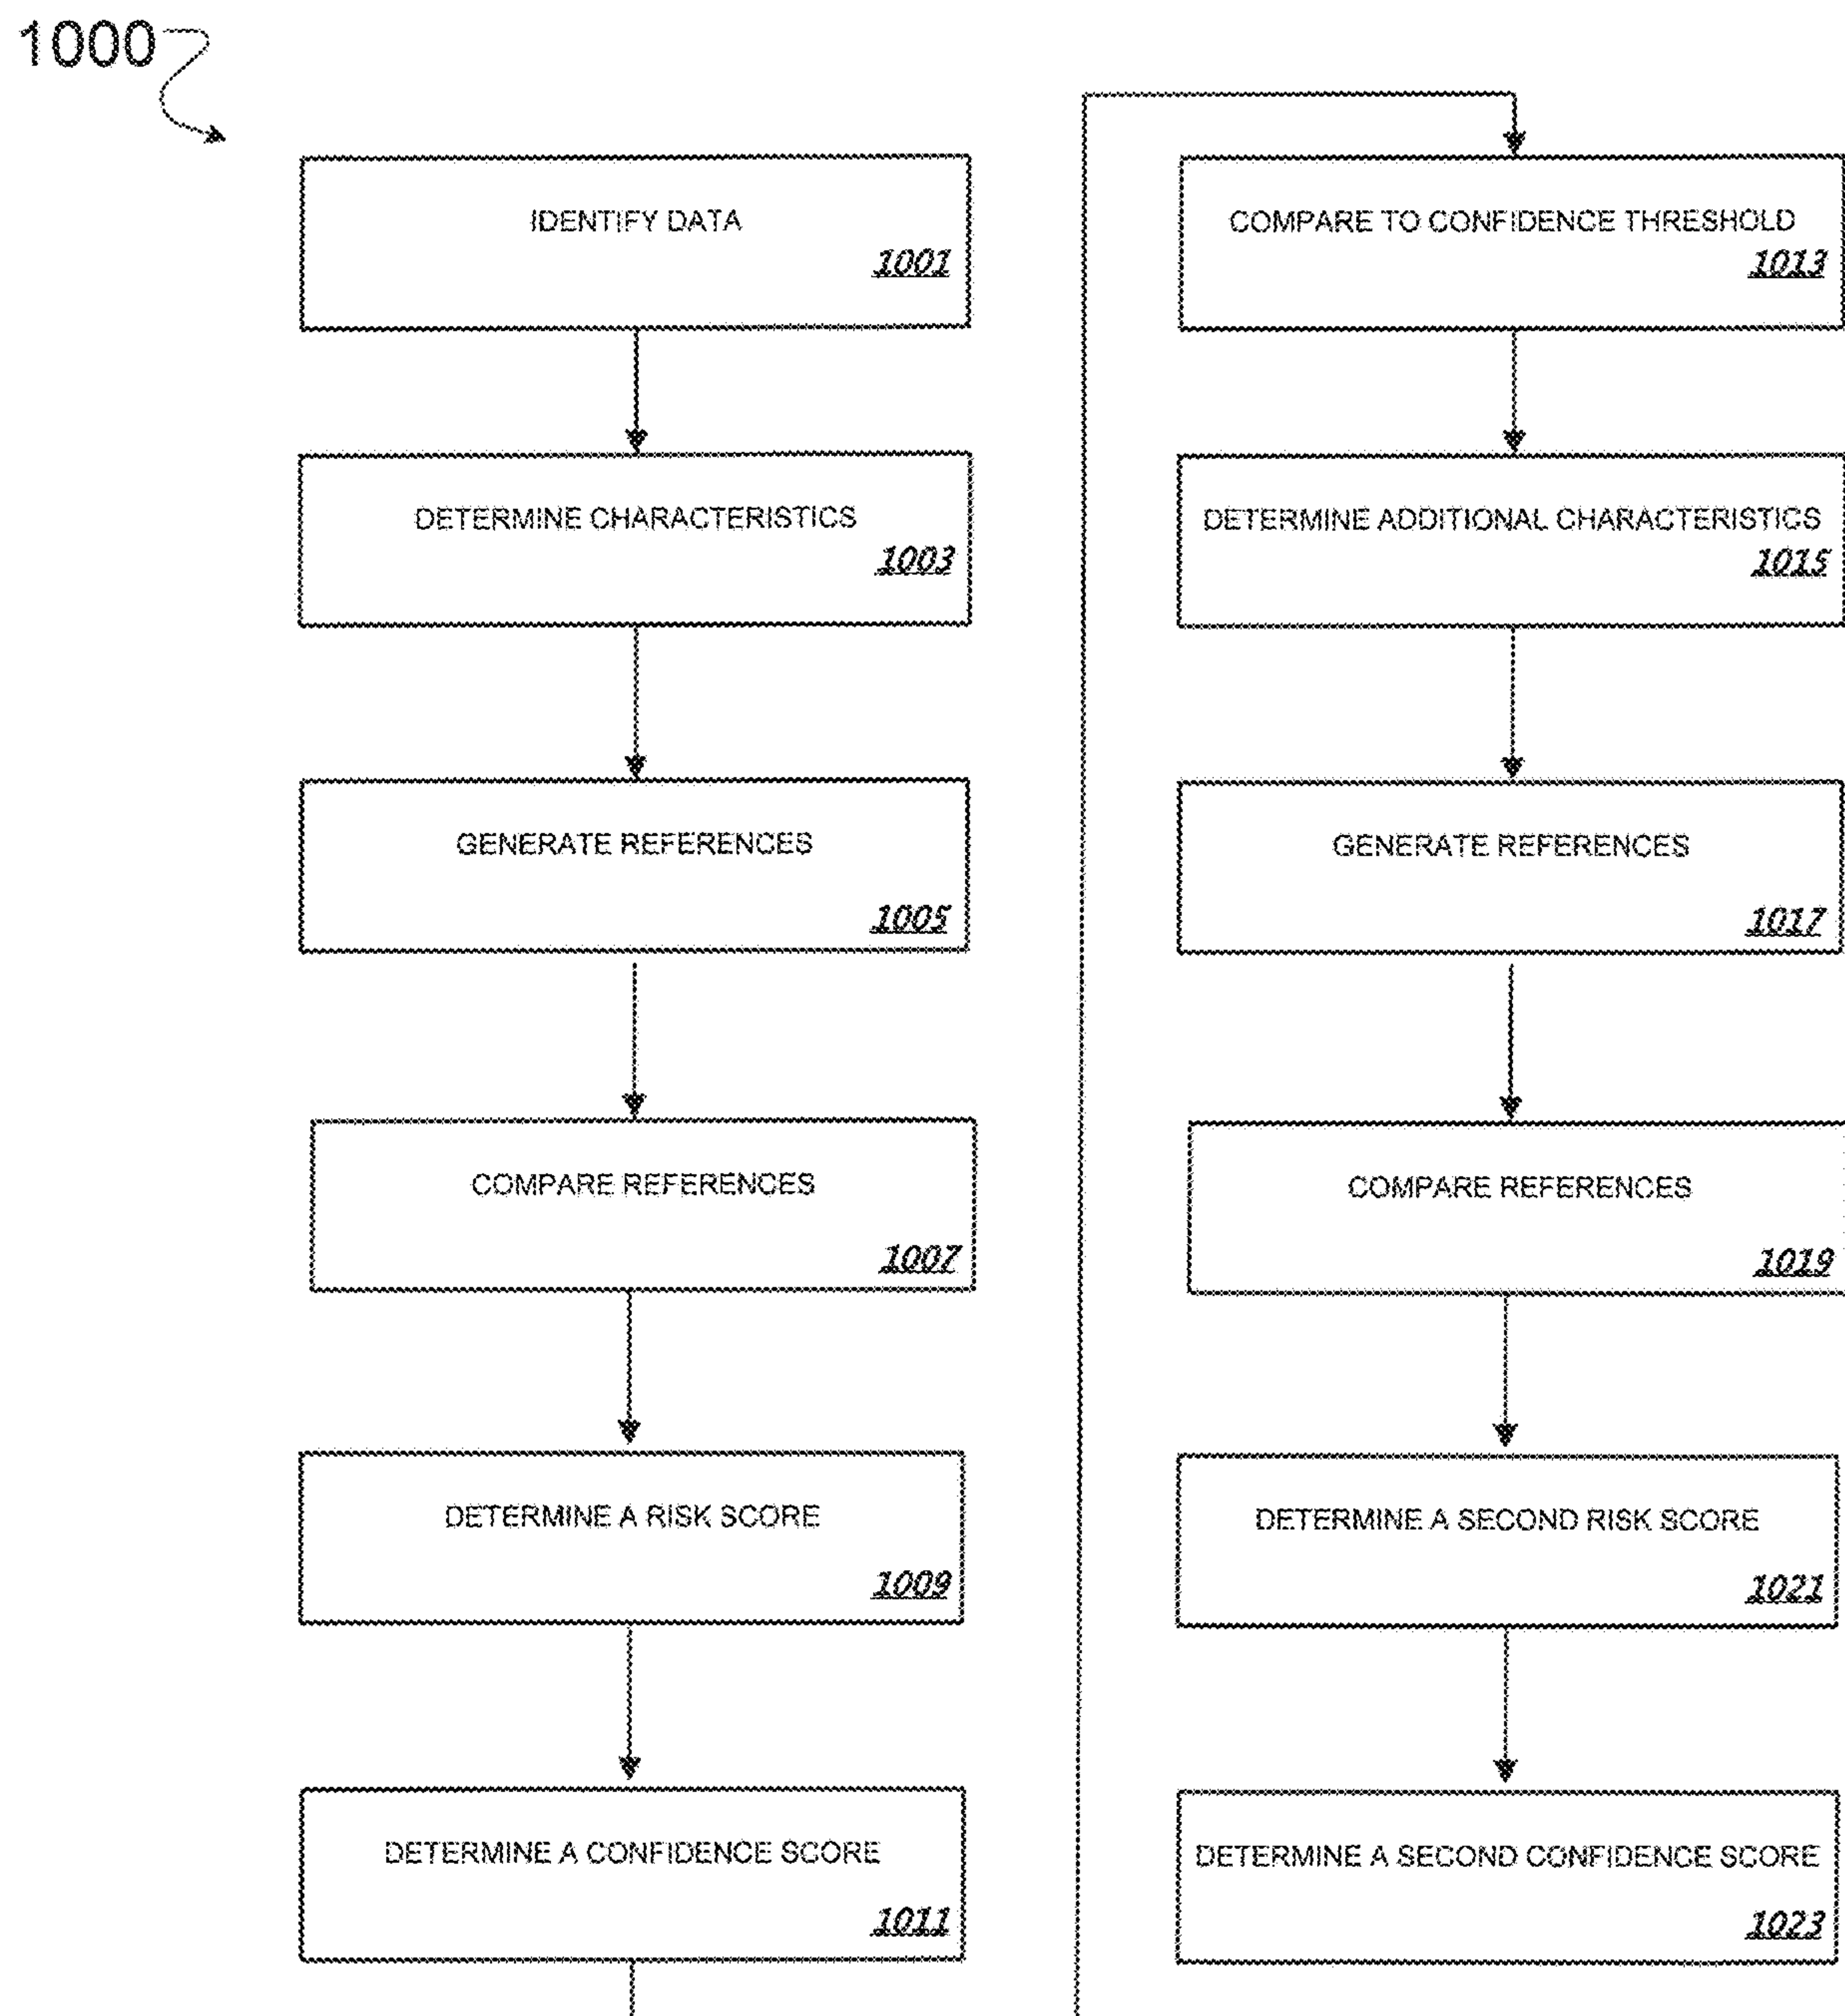 1000
IDENTIFY DATA
1001
DETERMINE CHARACTERISTICS
1003
GENERATE REFERENCES
1005
COMPARE REFERENCES
1007
DETERMINE A RISK SCORE
1009
DETERMINE A CONFIDENCE SCORE
1011
COMPARE TO CONFIDENCE THRESHOLD
1013
DETERMINE ADDITIONAL CHARACTERISTICS
1015
GENERATE REFERENCES
1017
COMPARE REFERENCES
1019
DETERMINE A SECOND RISK SCORE
1021
DETERMINE A SECOND CONFIDENCE SCORE
1023